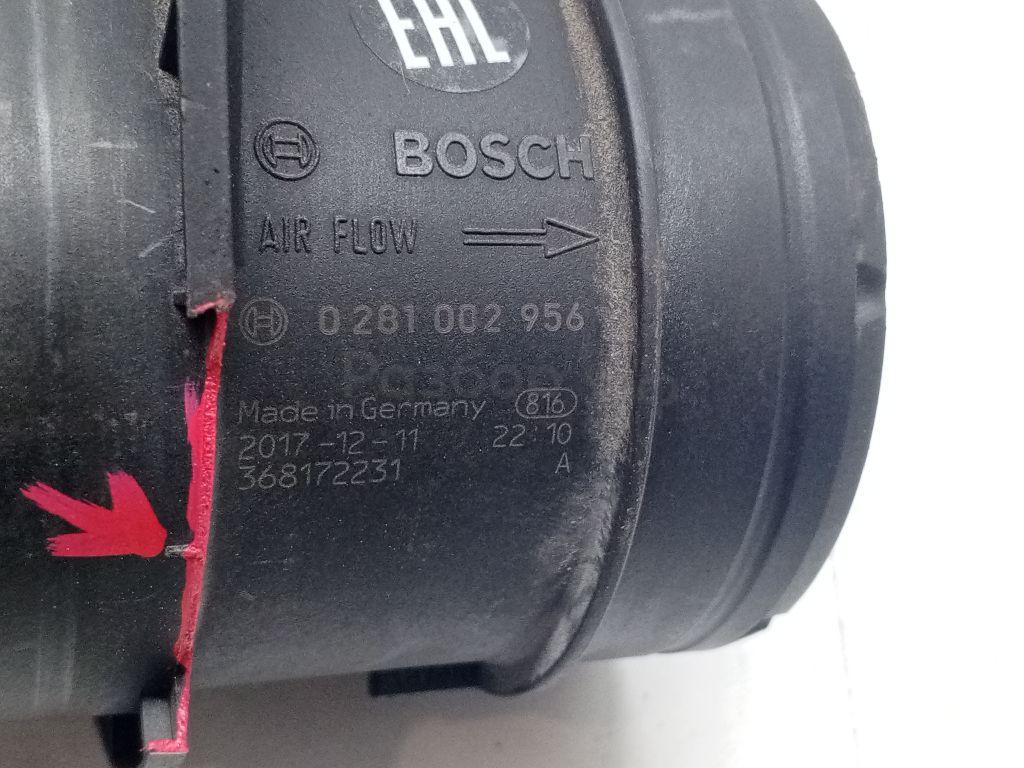 EAC
BOSCH
AIR FLOW
0 281 002 956
Made in Germany 816
2017-12-11 22:10
368172231 A